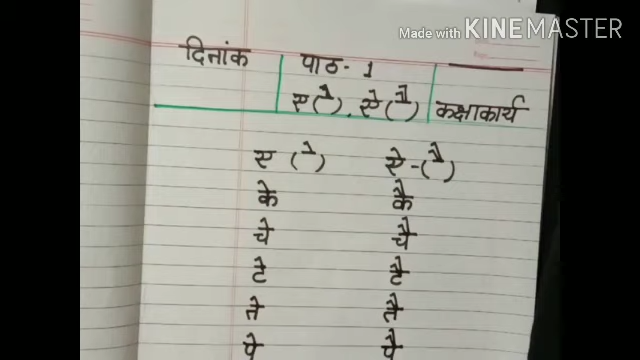 Made with KINEMASTER
दिनांक पाठ - 1
ए (े), ऐ (ै) कक्षाकार्य
ए (े) ऐ - (ै)
के कै
चे चै
टे टै
ते तै
पे पै